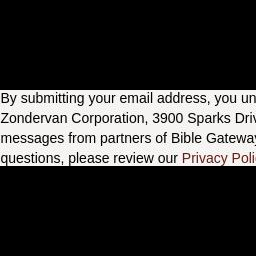 By submitting your email address, you un
Zondervan Corporation, 3900 Sparks Driv
messages from partners of Bible Gateway
questions, please review our Privacy Poli